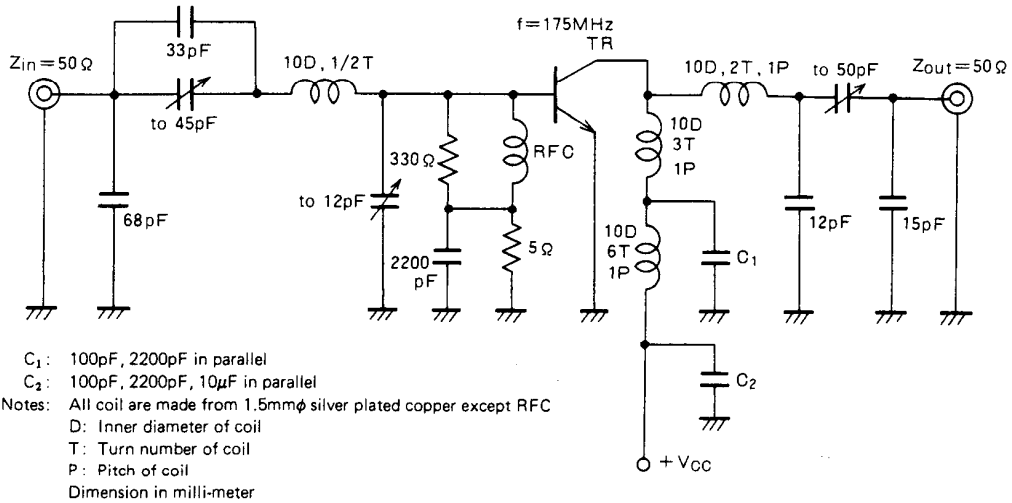 f=175MHz
TR
33pF
Zin=50Ω
10D, 1/2T
to 45pF
10D, 2T, 1P
to 50pF
Zout=50Ω
330Ω
RFC
10D
3T
1P
to 12pF
68pF
2200
pF
5Ω
10D
6T
1P
C₁
12pF
15pF
C₂
+VCC
C₁: 100pF, 2200pF in parallel
C₂: 100pF, 2200pF, 10μF in parallel
Notes: All coil are made from 1.5mmϕ silver plated copper except RFC
D: Inner diameter of coil
T: Turn number of coil
P: Pitch of coil
Dimension in milli-meter